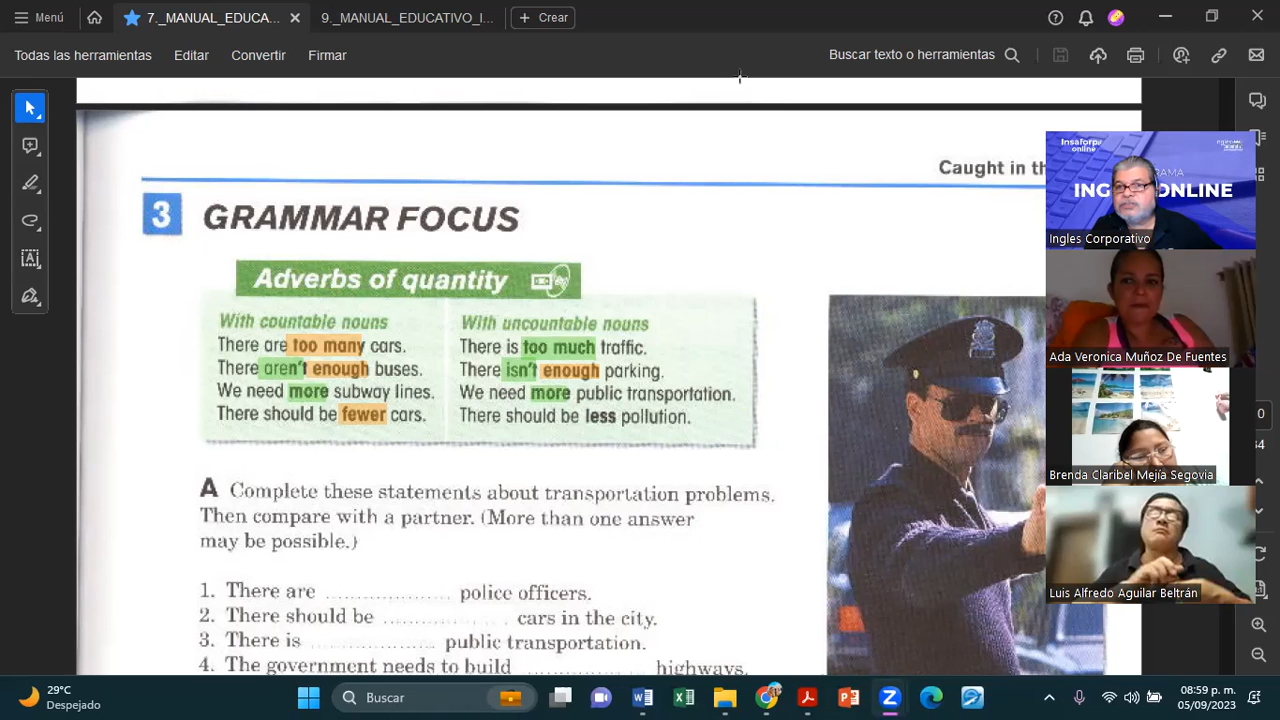 Menú
7._MANUAL_EDUCA...
9._MANUAL_EDUCATIVO_I...
Crear
Todas las herramientas
Editar
Convertir
Firmar
Buscar texto o herramientas
Caught in th
3 GRAMMAR FOCUS
Adverbs of quantity
With countable nouns
There are too many cars.
There aren't enough buses.
We need more subway lines.
There should be fewer cars.
With uncountable nouns
There is too much traffic.
There isn't enough parking.
We need more public transportation.
There should be less pollution.
A Complete these statements about transportation problems.
Then compare with a partner. (More than one answer
may be possible.)
1. There are .................. police officers.
2. There should be .................. cars in the city.
3. There is .................. public transportation.
4. The government needs to build .............. highways.
Insaforp
online
RAMA
INGL ONLINE
Ingles Corporativo
Ada Veronica Muñoz De Fuentes
Brenda Claribel Mejía Segovia
Luis Alfredo Aguilar Beltrán
29°C
Despejado
Buscar
08:59 p. m.
05/09/2023